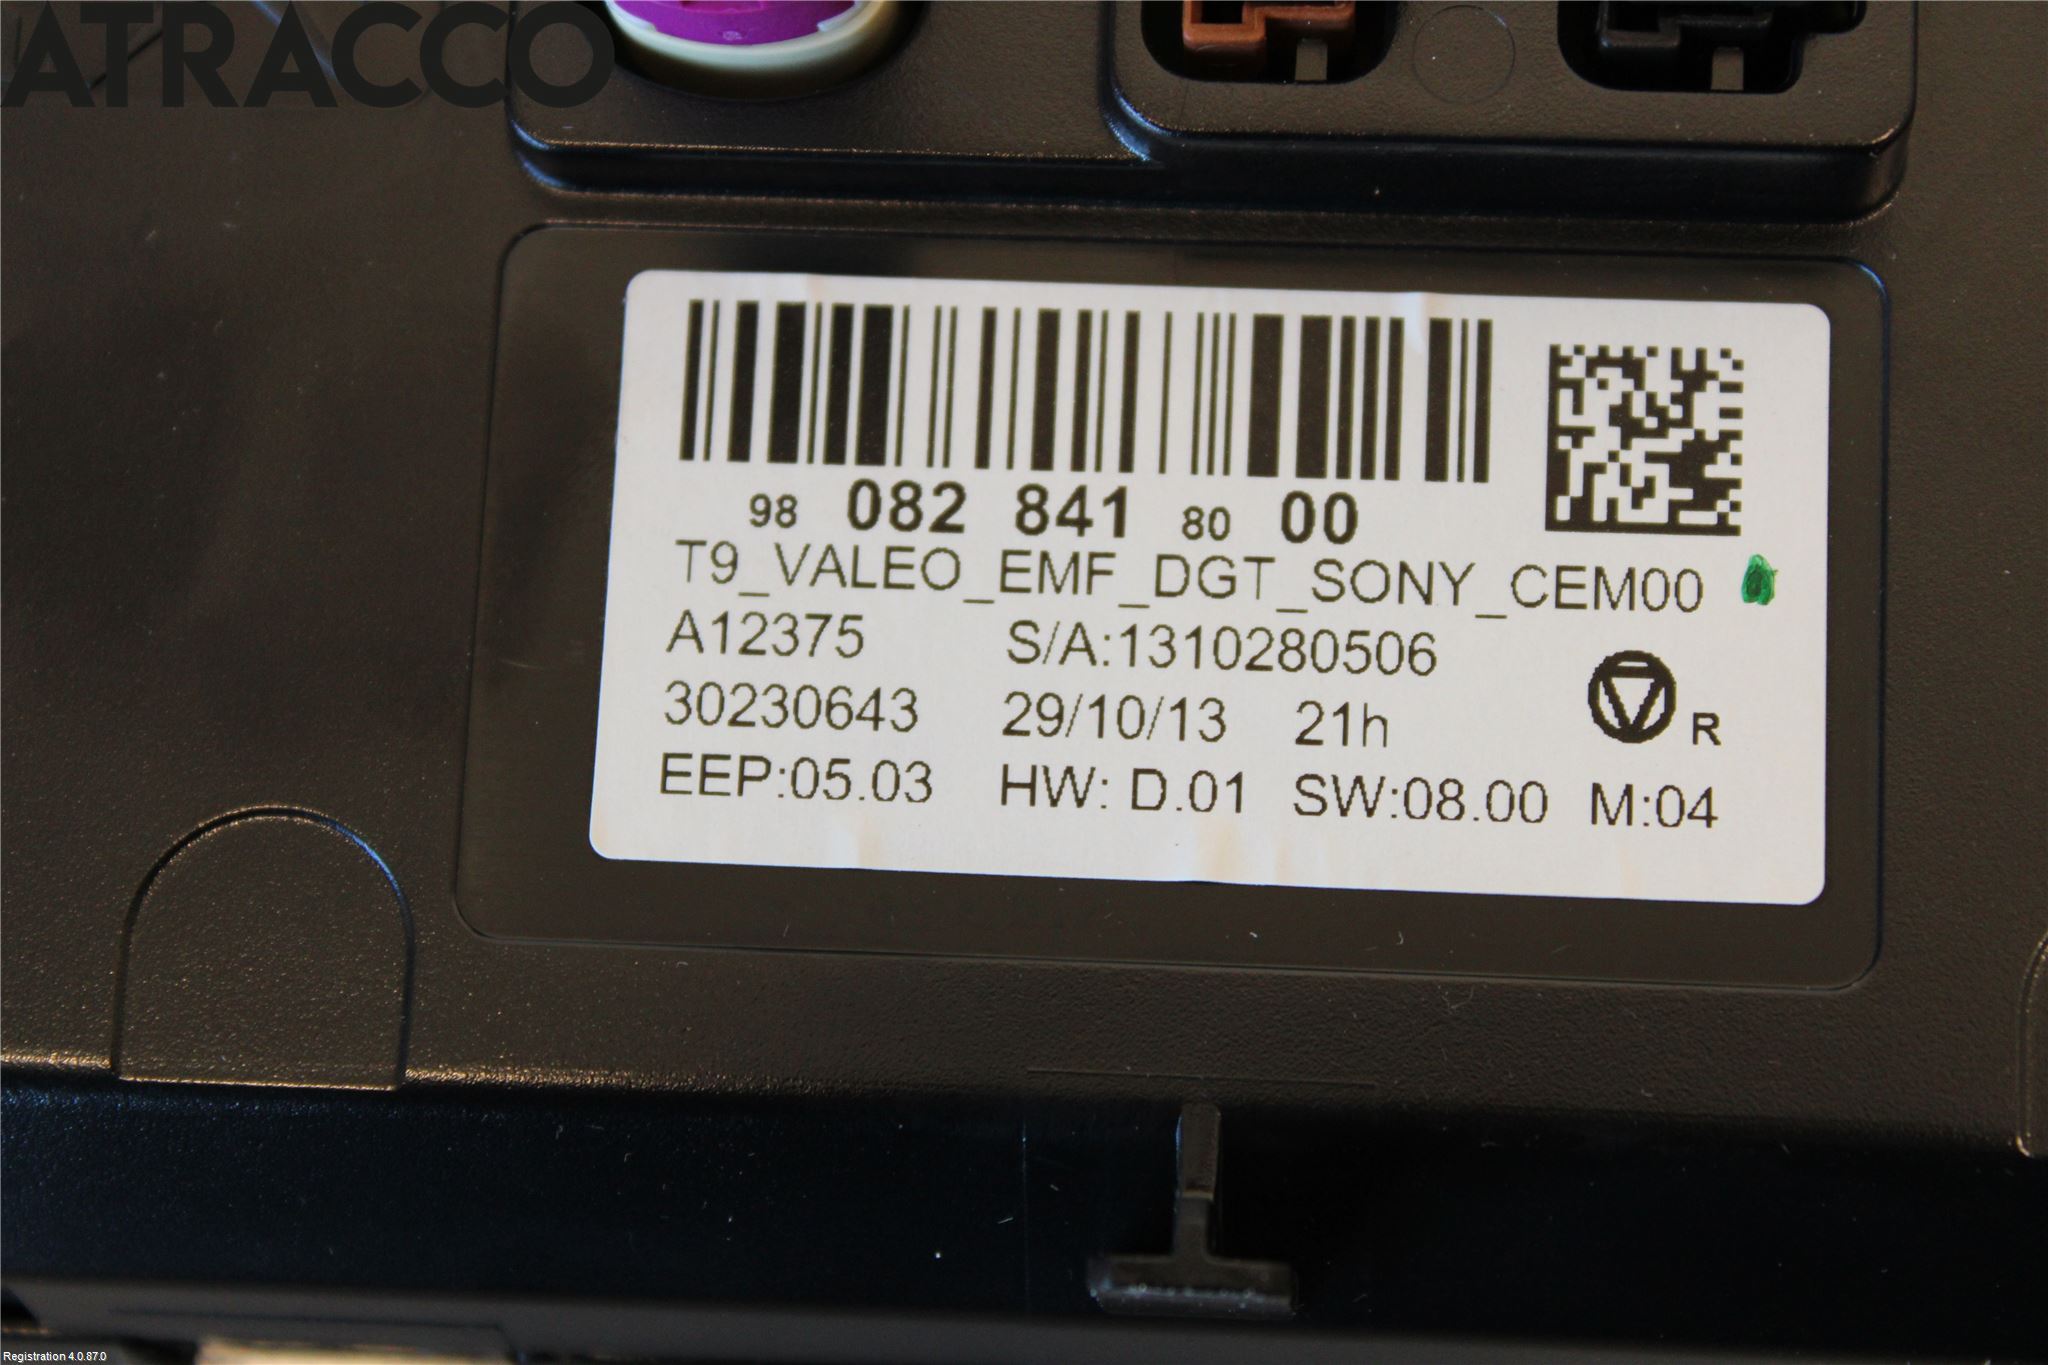 ATRACCO
98 082 841 80 00
T9_VALEO_EMF_DGT_SONY_CEM00
A12375 S/A:1310280506
30230643 29/10/13 21h R
EEP:05.03 HW: D.01 SW:08.00 M:04
Registration 4.0.87.0